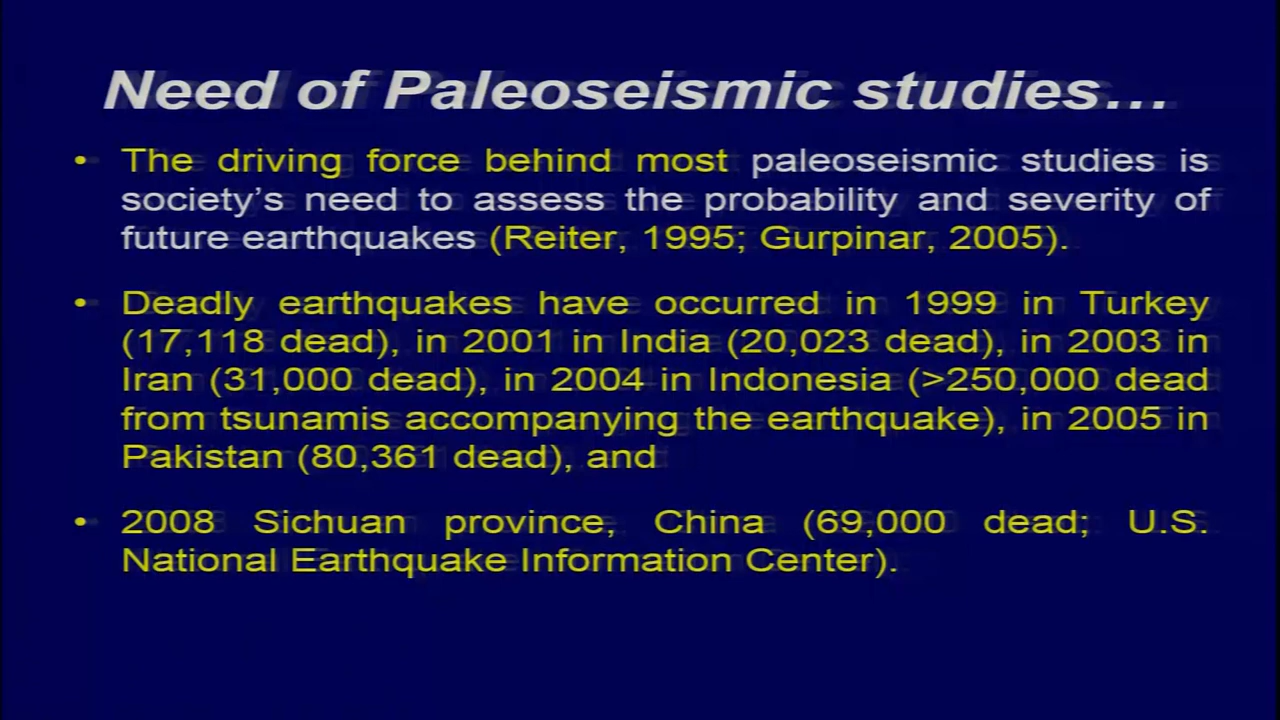 Need of Paleoseismic studies…
• The driving force behind most paleoseismic studies is
society's need to assess the probability and severity of
future earthquakes (Reiter, 1995; Gurpinar, 2005).
• Deadly earthquakes have occurred in 1999 in Turkey
(17,118 dead), in 2001 in India (20,023 dead), in 2003 in
Iran (31,000 dead), in 2004 in Indonesia (>250,000 dead
from tsunamis accompanying the earthquake), in 2005 in
Pakistan (80,361 dead), and
• 2008 Sichuan province, China (69,000 dead; U.S.
National Earthquake Information Center).